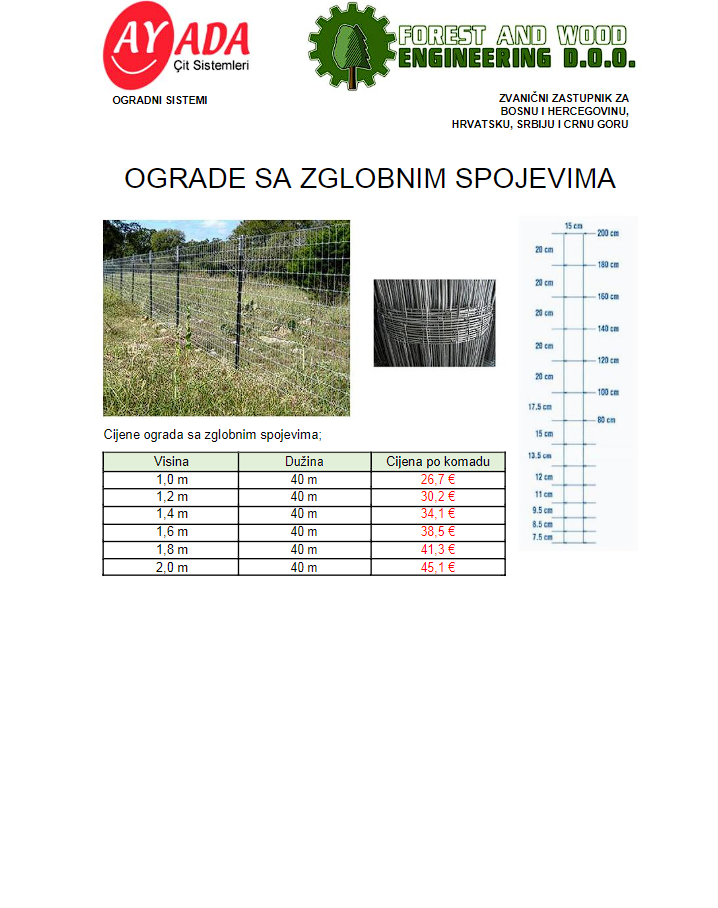 AYADA
Çit Sistemleri
FOREST AND WOOD
ENGINEERING D.O.O.
OGRADNI SISTEMI
ZVANIČNI ZASTUPNIK ZA
BOSNU I HERCEGOVINU,
HRVATSKU, SRBIJU I CRNU GORU
OGRADE SA ZGLOBNIM SPOJEVIMA
15 cm
200 cm
20 cm
180 cm
20 cm
160 cm
20 cm
140 cm
20 cm
120 cm
20 cm
100 cm
17.5 cm
80 cm
15 cm
13.5 cm
12 cm
11 cm
9.5 cm
8.5 cm
7.5 cm
Cijene ograda sa zglobnim spojevima;
Visina Dužina Cijena po komadu
1,0 m 40 m 26,7 €
1,2 m 40 m 30,2 €
1,4 m 40 m 34,1 €
1,6 m 40 m 38,5 €
1,8 m 40 m 41,3 €
2,0 m 40 m 45,1 €